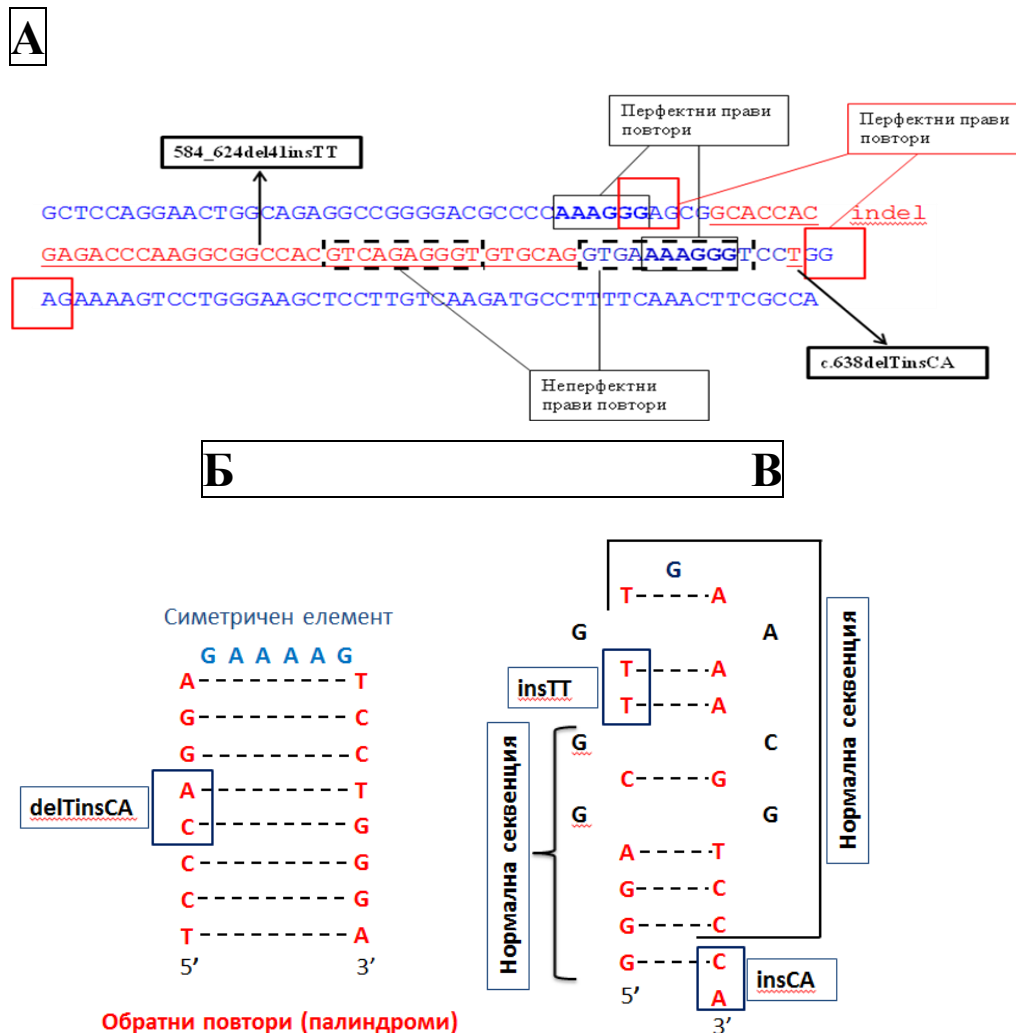 А
Перфектни прави
повтори
Перфектни прави
повтори
584_624del41insTT
GCTCCAGGAACTGGCAGAGGCCGGGGACGCCCCAAAGGGAGCGGCACCAC indel
GAGACCCAAGGCGGCCACGTCAGAGGGTGTGCAGGTGAAAAGGGTCCTGG
AGAAAAGTCCTGGGAAGCTCCTTGTCAAGATGCCTTTTCAAACTTCGCCA
c.638delTinsCA
Неперфектни
прави повтори
Б
В
Симетричен елемент
G A A A A G
A T
G C
G C
delTinsCA
A T
C G
C G
C G
T A
5’ 3’
Обратни повтори (палиндроми)
G
T A
G A
insTT
T A
T A
G C
C G
G G
A T
G C
G C
G C
A
insCA
5’
3’
Нормална секвенция
Нормална секвенция